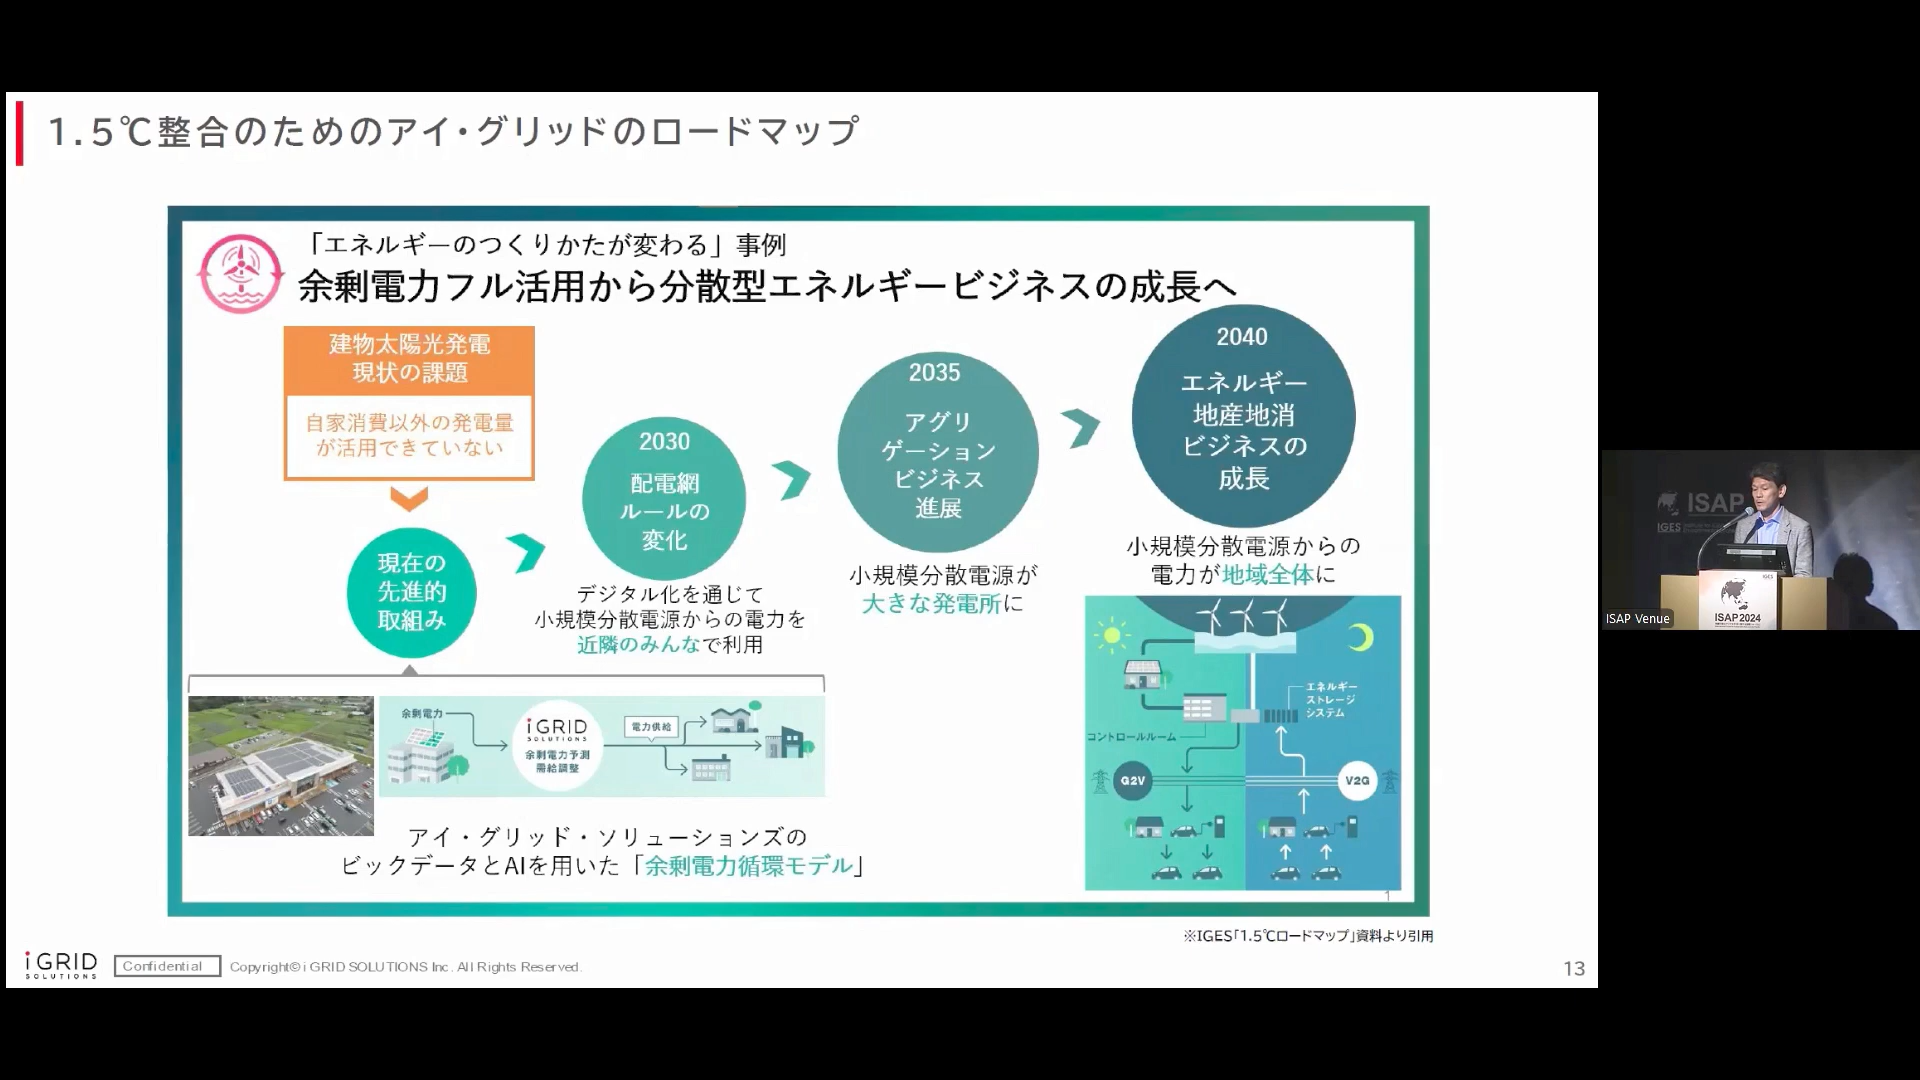 1.5℃整合のためのアイ・グリッドのロードマップ
「エネルギーのつくりかたが変わる」事例
余剰電力フル活用から分散型エネルギービジネスの成長へ
建物太陽光発電
現状の課題
自家消費以外の発電量
が活用できていない
現在の
先進的
取組み
2030
配電網
ルールの
変化
デジタル化を通じて
小規模分散電源からの電力を
近隣のみんなで利用
2035
アグリ
ゲーション
ビジネス
進展
小規模分散電源が
大きな発電所に
2040
エネルギー
地産地消
ビジネスの
成長
小規模分散電源からの
電力が地域全体に
余剰電力
iGRID
SOLUTIONS
余剰電力予測
需給調整
電力供給
アイ・グリッド・ソリューションズの
ビックデータとAIを用いた「余剰電力循環モデル」
エネルギー
ストレージ
システム
コントロールルーム
G2V
V2G
1
※IGES「1.5℃ロードマップ」資料より引用
iGRID
SOLUTIONS
Confidential
Copyright© i GRID SOLUTIONS Inc. All Rights Reserved.
13
ISAP
IGES
IGES
ISAP2024
ISAP Venue